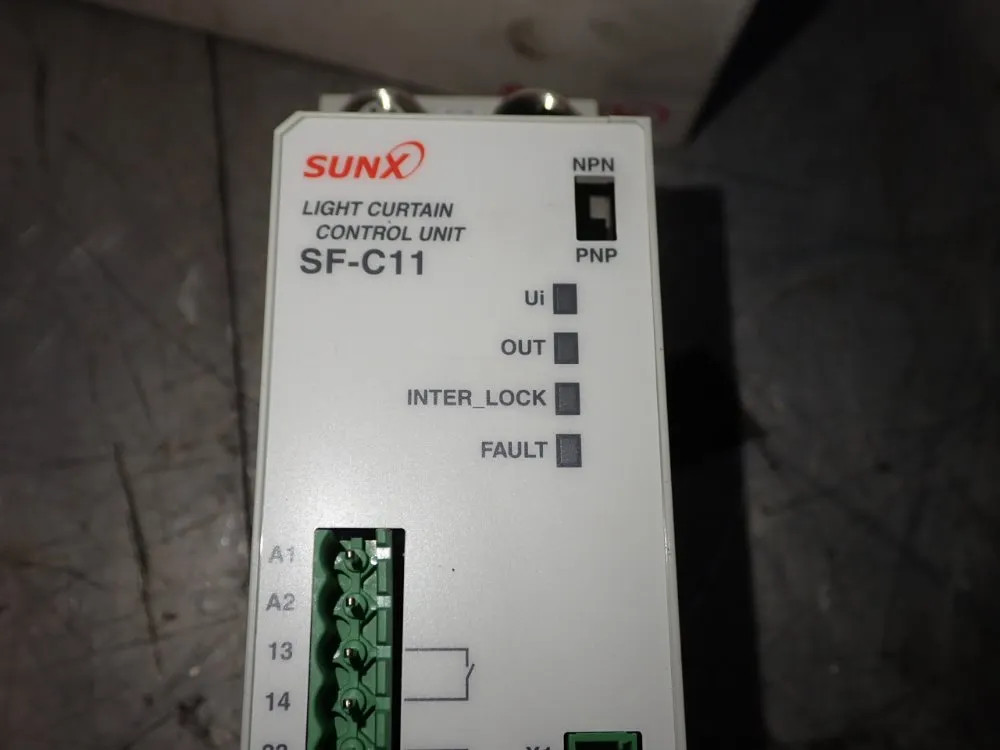 SUNX
LIGHT CURTAIN
CONTROL UNIT
SF-C11
NPN
PNP
Ui
OUT
INTER_LOCK
FAULT
A1
A2
13
14